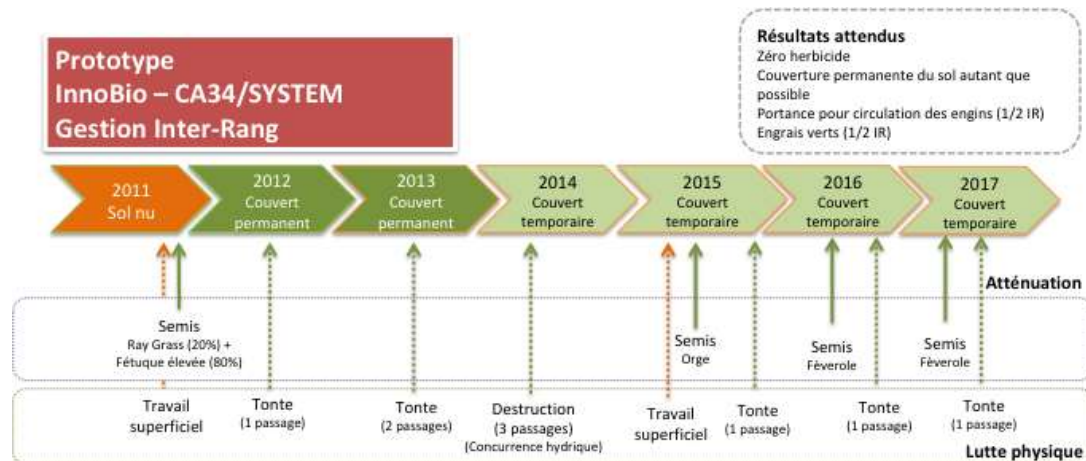 Prototype
InnoBio – CA34/SYSTEM
Gestion Inter-Rang
Résultats attendus
Zéro herbicide
Couverture permanente du sol autant que
possible
Portance pour circulation des engins (1/2 IR)
Engrais verts (1/2 IR)
2011
Sol nu
2012
Couvert
permanent
2013
Couvert
permanent
2014
Couvert
temporaire
2015
Couvert
temporaire
2016
Couvert
temporaire
2017
Couvert
temporaire
Atténuation
Semis
Ray Grass (20%) +
Fétuque élevée (80%)
Semis
Orge
Semis
Fèverole
Semis
Fèverole
Travail
superficiel
Tonte
(1 passage)
Tonte
(2 passages)
Destruction
(3 passages)
(Concurrence hydrique)
Travail
superficiel
Tonte
(1 passage)
Tonte
(1 passage)
Tonte
(1 passage)
Lutte physique